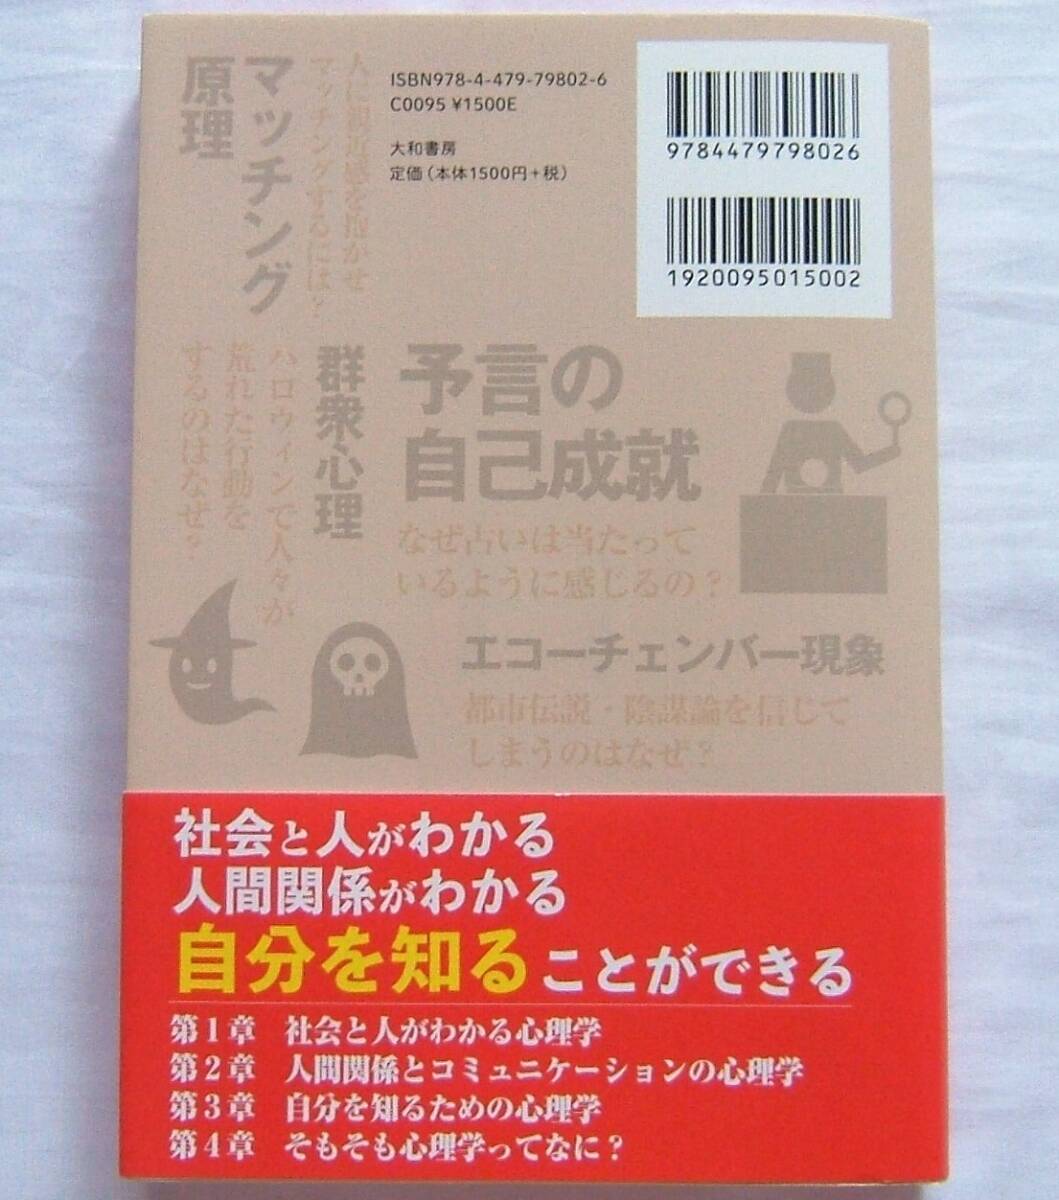 ISBN978-4-479-79802-6
C0095 ¥1500E
大和書房
定価（本体1500円+税）
9784479798026
1920095015002
人に親近感を抱かせ
マッチングするには？
マッチング
原理
予言の
自己成就
なぜ占いは当たって
いるように感じるの？
群衆心理
ハロウィンで人々が
荒れた行動を
するのはなぜ？
エコーチェンバー現象
都市伝説・陰謀論を信じて
しまうのはなぜ？
社会と人がわかる
人間関係がわかる
自分を知ることができる
第1章 社会と人がわかる心理学
第2章 人間関係とコミュニケーションの心理学
第3章 自分を知るための心理学
第4章 そもそも心理学ってなに？